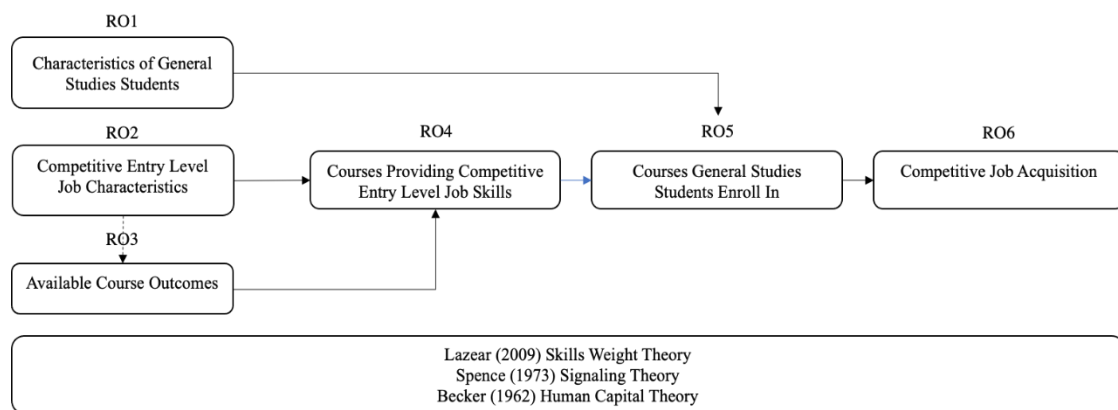 RO1
Characteristics of General
Studies Students
RO2
RO4
RO5
RO6
Competitive Entry Level
Job Characteristics
Courses Providing Competitive
Entry Level Job Skills
Courses General Studies
Students Enroll In
Competitive Job Acquisition
RO3
Available Course Outcomes
Lazear (2009) Skills Weight Theory
Spence (1973) Signaling Theory
Becker (1962) Human Capital Theory